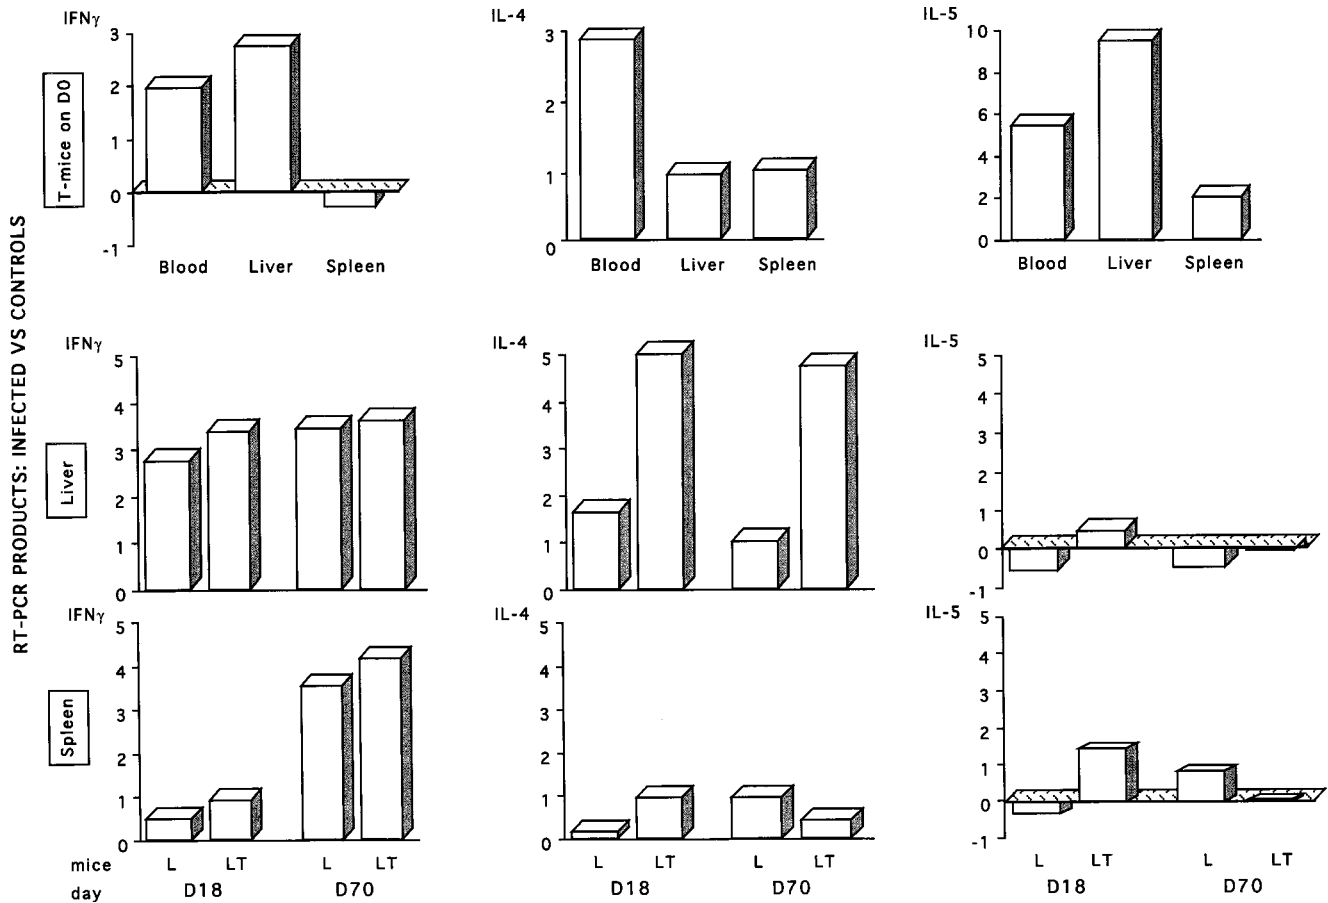 RT-PCR PRODUCTS: INFECTED VS CONTROLS
T-mice on D0
IFNγ
3
2
1
0
-1
Blood Liver Spleen
IL-4
3
2
1
0
Blood Liver Spleen
IL-5
10
8
6
4
2
0
Blood Liver Spleen
Liver
IFNγ
5
4
3
2
1
0
IL-4
5
4
3
2
1
0
IL-5
5
4
3
2
1
0
-1
Spleen
IFNγ
5
4
3
2
1
0
IL-4
5
4
3
2
1
0
IL-5
5
4
3
2
1
0
-1
mice L LT L LT L LT L LT L LT L LT
day D18 D70 D18 D70 D18 D70